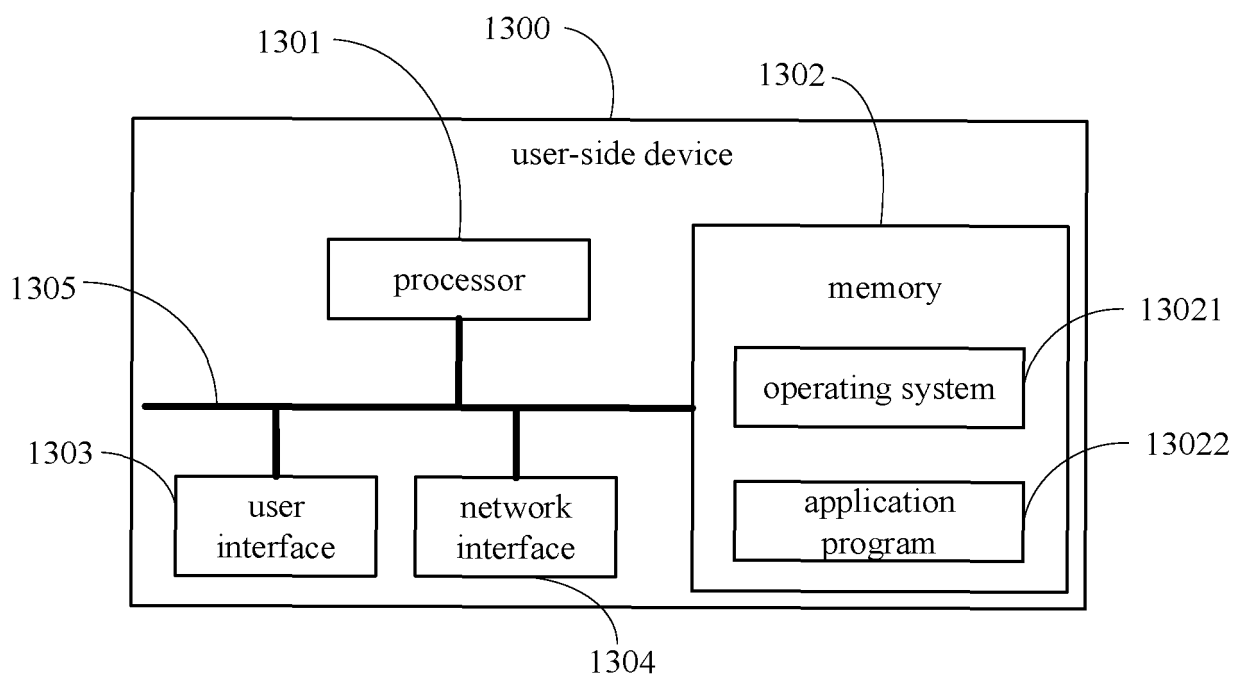 1300
1301
1302
user-side device
processor
memory
1305
13021
operating system
13022
1303
user
interface
network
interface
application
program
1304